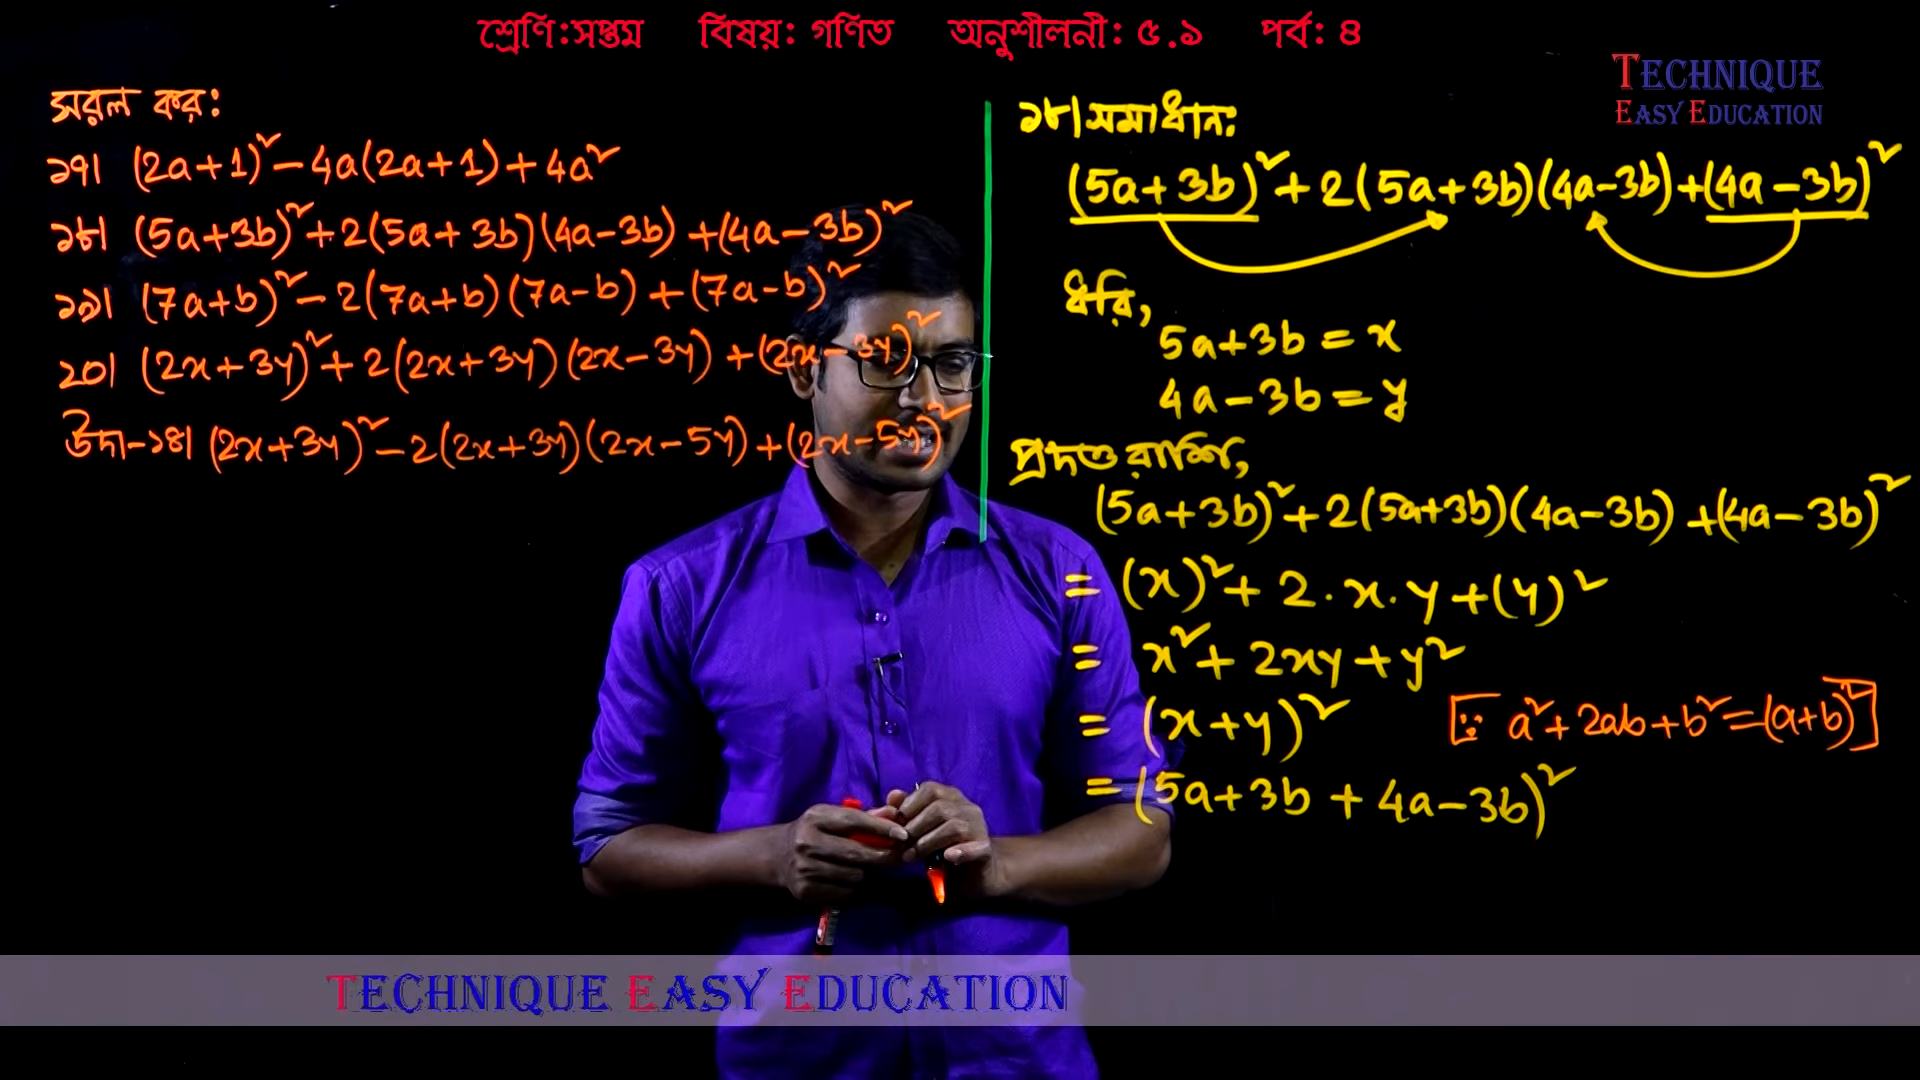 শ্রেণি:সপ্তম বিষয়: গণিত অনুশীলনী: ৫.১ পর্ব: ৪
TECHNIQUE
EASY EDUCATION
সরল কর:
১৭। (2a+1)² - 4a(2a+1) + 4a²
১৮। (5a+3b)² + 2(5a+3b)(4a-3b) + (4a-3b)²
১৯। (7a+b)² - 2(7a+b)(7a-b) + (7a-b)²
২০। (2x+3y)² + 2(2x+3y)(2x-3y) + (2x-3y)²
উদা-১৪। (2x+3y)² - 2(2x+3y)(2x-5y) + (2x-5y)²
১৮। সমাধান:
(5a+3b)² + 2(5a+3b)(4a-3b) + (4a-3b)²
ধরি,
5a+3b = x
4a-3b = y
প্রদত্ত রাশি,
(5a+3b)² + 2(5a+3b)(4a-3b) + (4a-3b)²
= (x)² + 2.x.y + (y)²
= x² + 2xy + y²
= (x+y)² [∵ a²+2ab+b²=(a+b)²]
= (5a+3b + 4a-3b)²
TECHNIQUE EASY EDUCATION